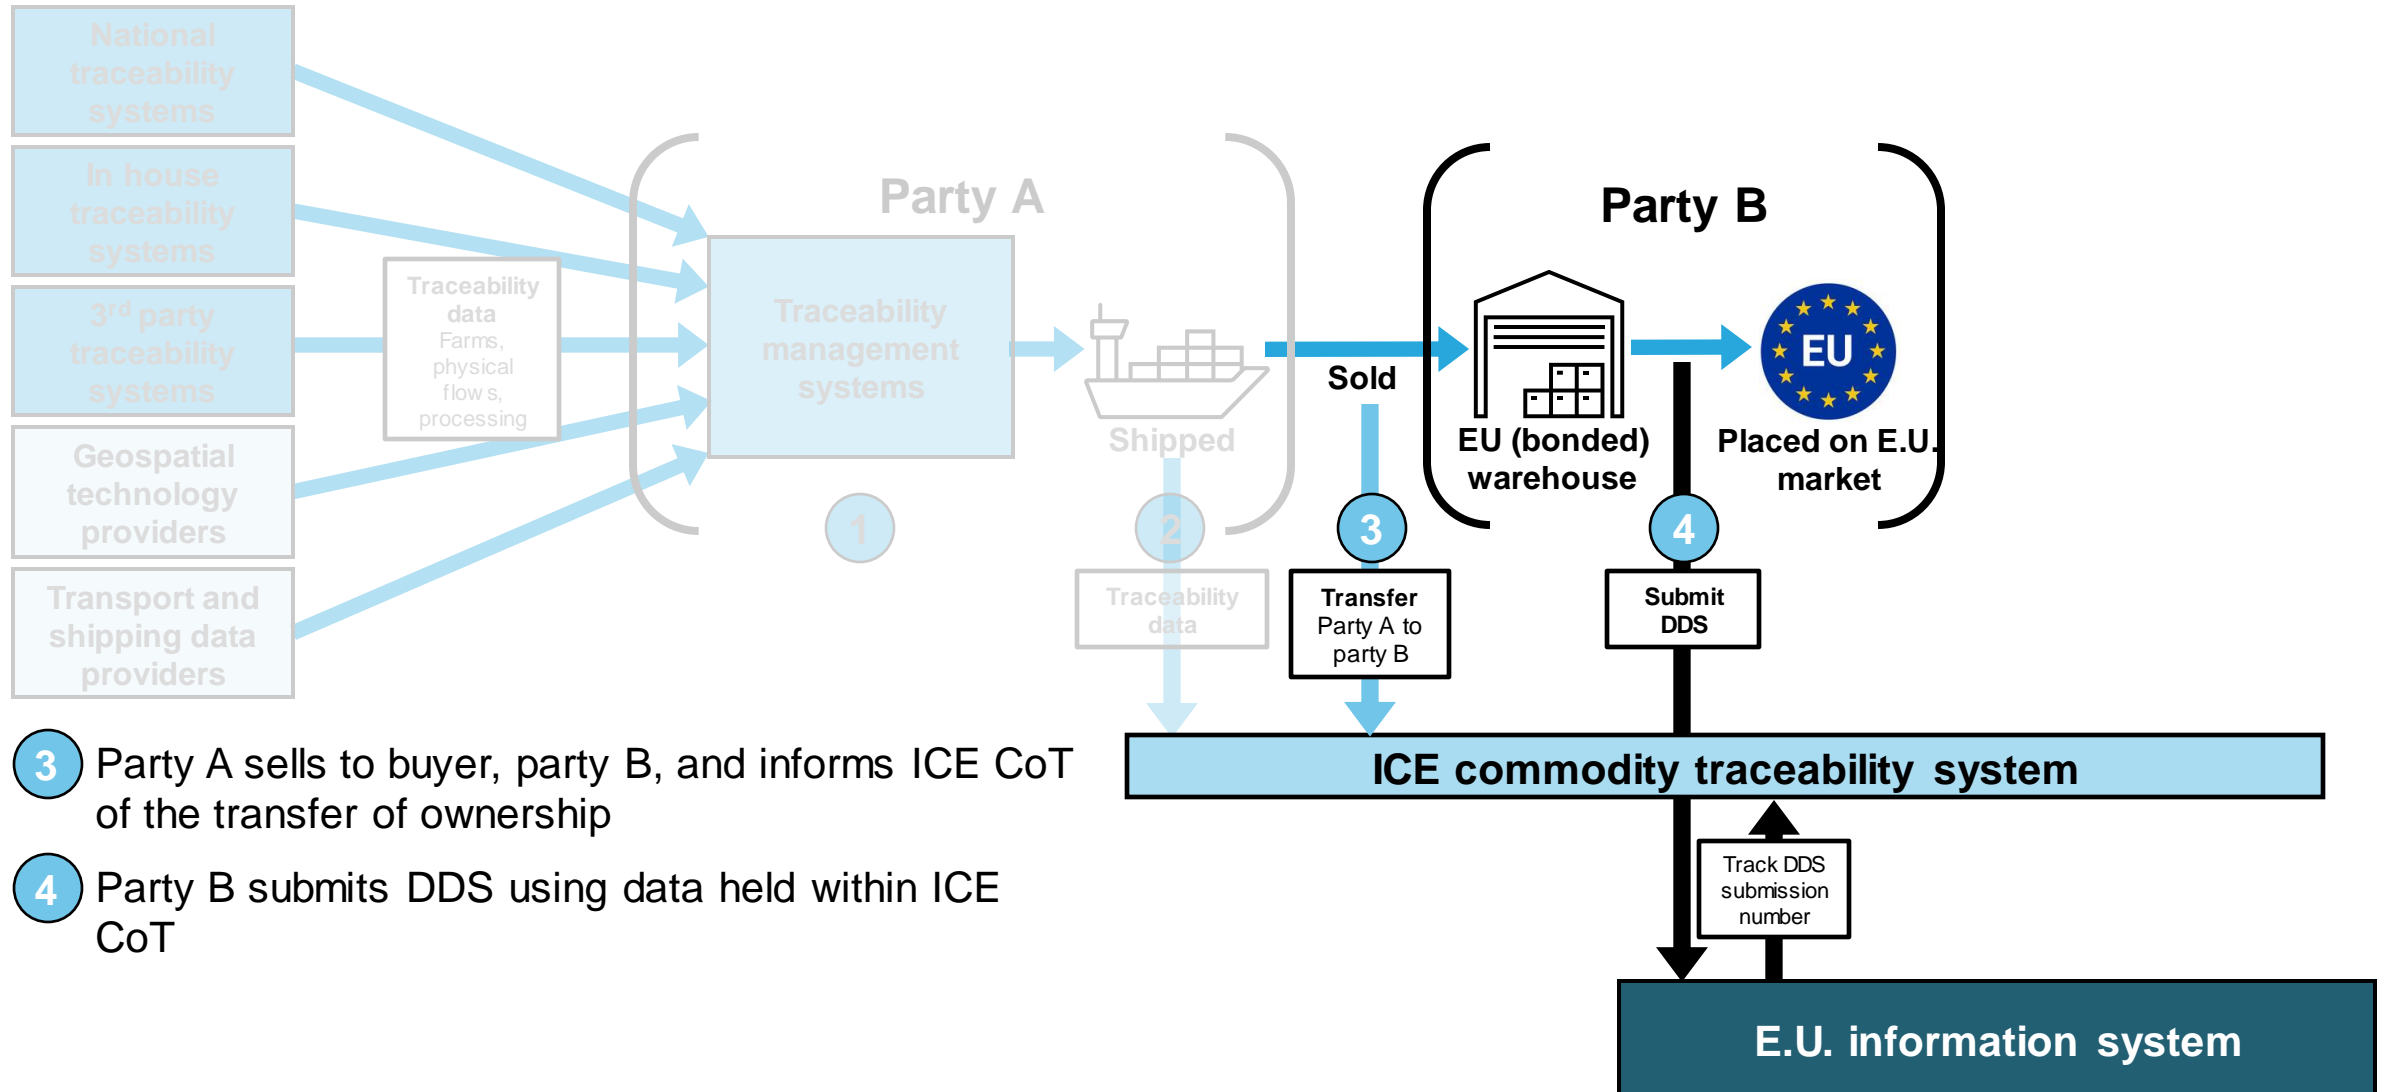 National
traceability
systems
In house
traceability
systems
3rd party
traceability
systems
Geospatial
technology
providers
Transport and
shipping data
providers
Traceability
data
Farms,
physical
flows,
processing
Party A
Traceability
management
systems
Shipped
1
2
Traceability
data
Sold
3
Transfer
Party A to
party B
Party B
EU (bonded)
warehouse
EU
Placed on E.U.
market
4
Submit
DDS
ICE commodity traceability system
Track DDS
submission
number
E.U. information system
3 Party A sells to buyer, party B, and informs ICE CoT
of the transfer of ownership
4 Party B submits DDS using data held within ICE
CoT